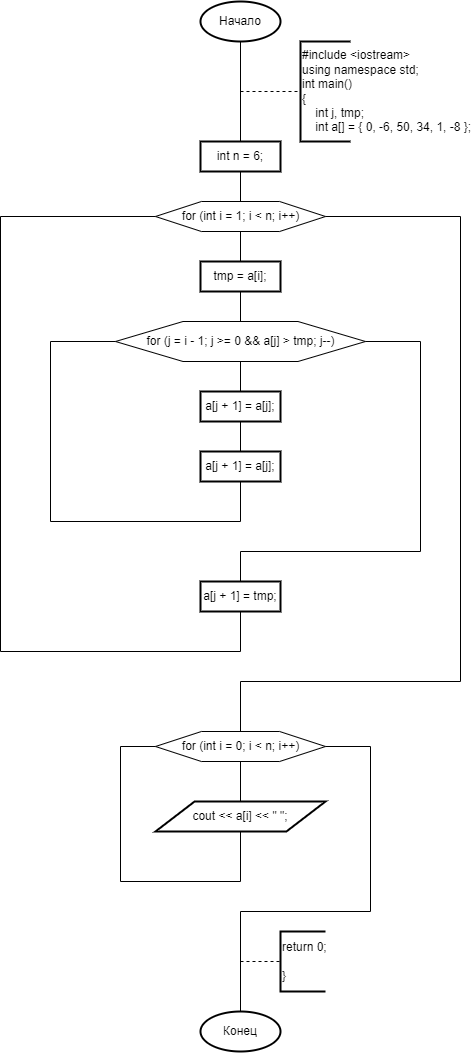 Начало
#include <iostream>
using namespace std;
int main()
{
int j, tmp;
int a[] = { 0, -6, 50, 34, 1, -8 };
int n = 6;
for (int i = 1; i < n; i++)
tmp = a[i];
for (j = i - 1; j >= 0 && a[j] > tmp; j--)
a[j + 1] = a[j];
a[j + 1] = a[j];
a[j + 1] = tmp;
for (int i = 0; i < n; i++)
cout << a[i] << " ";
return 0;
}
Конец